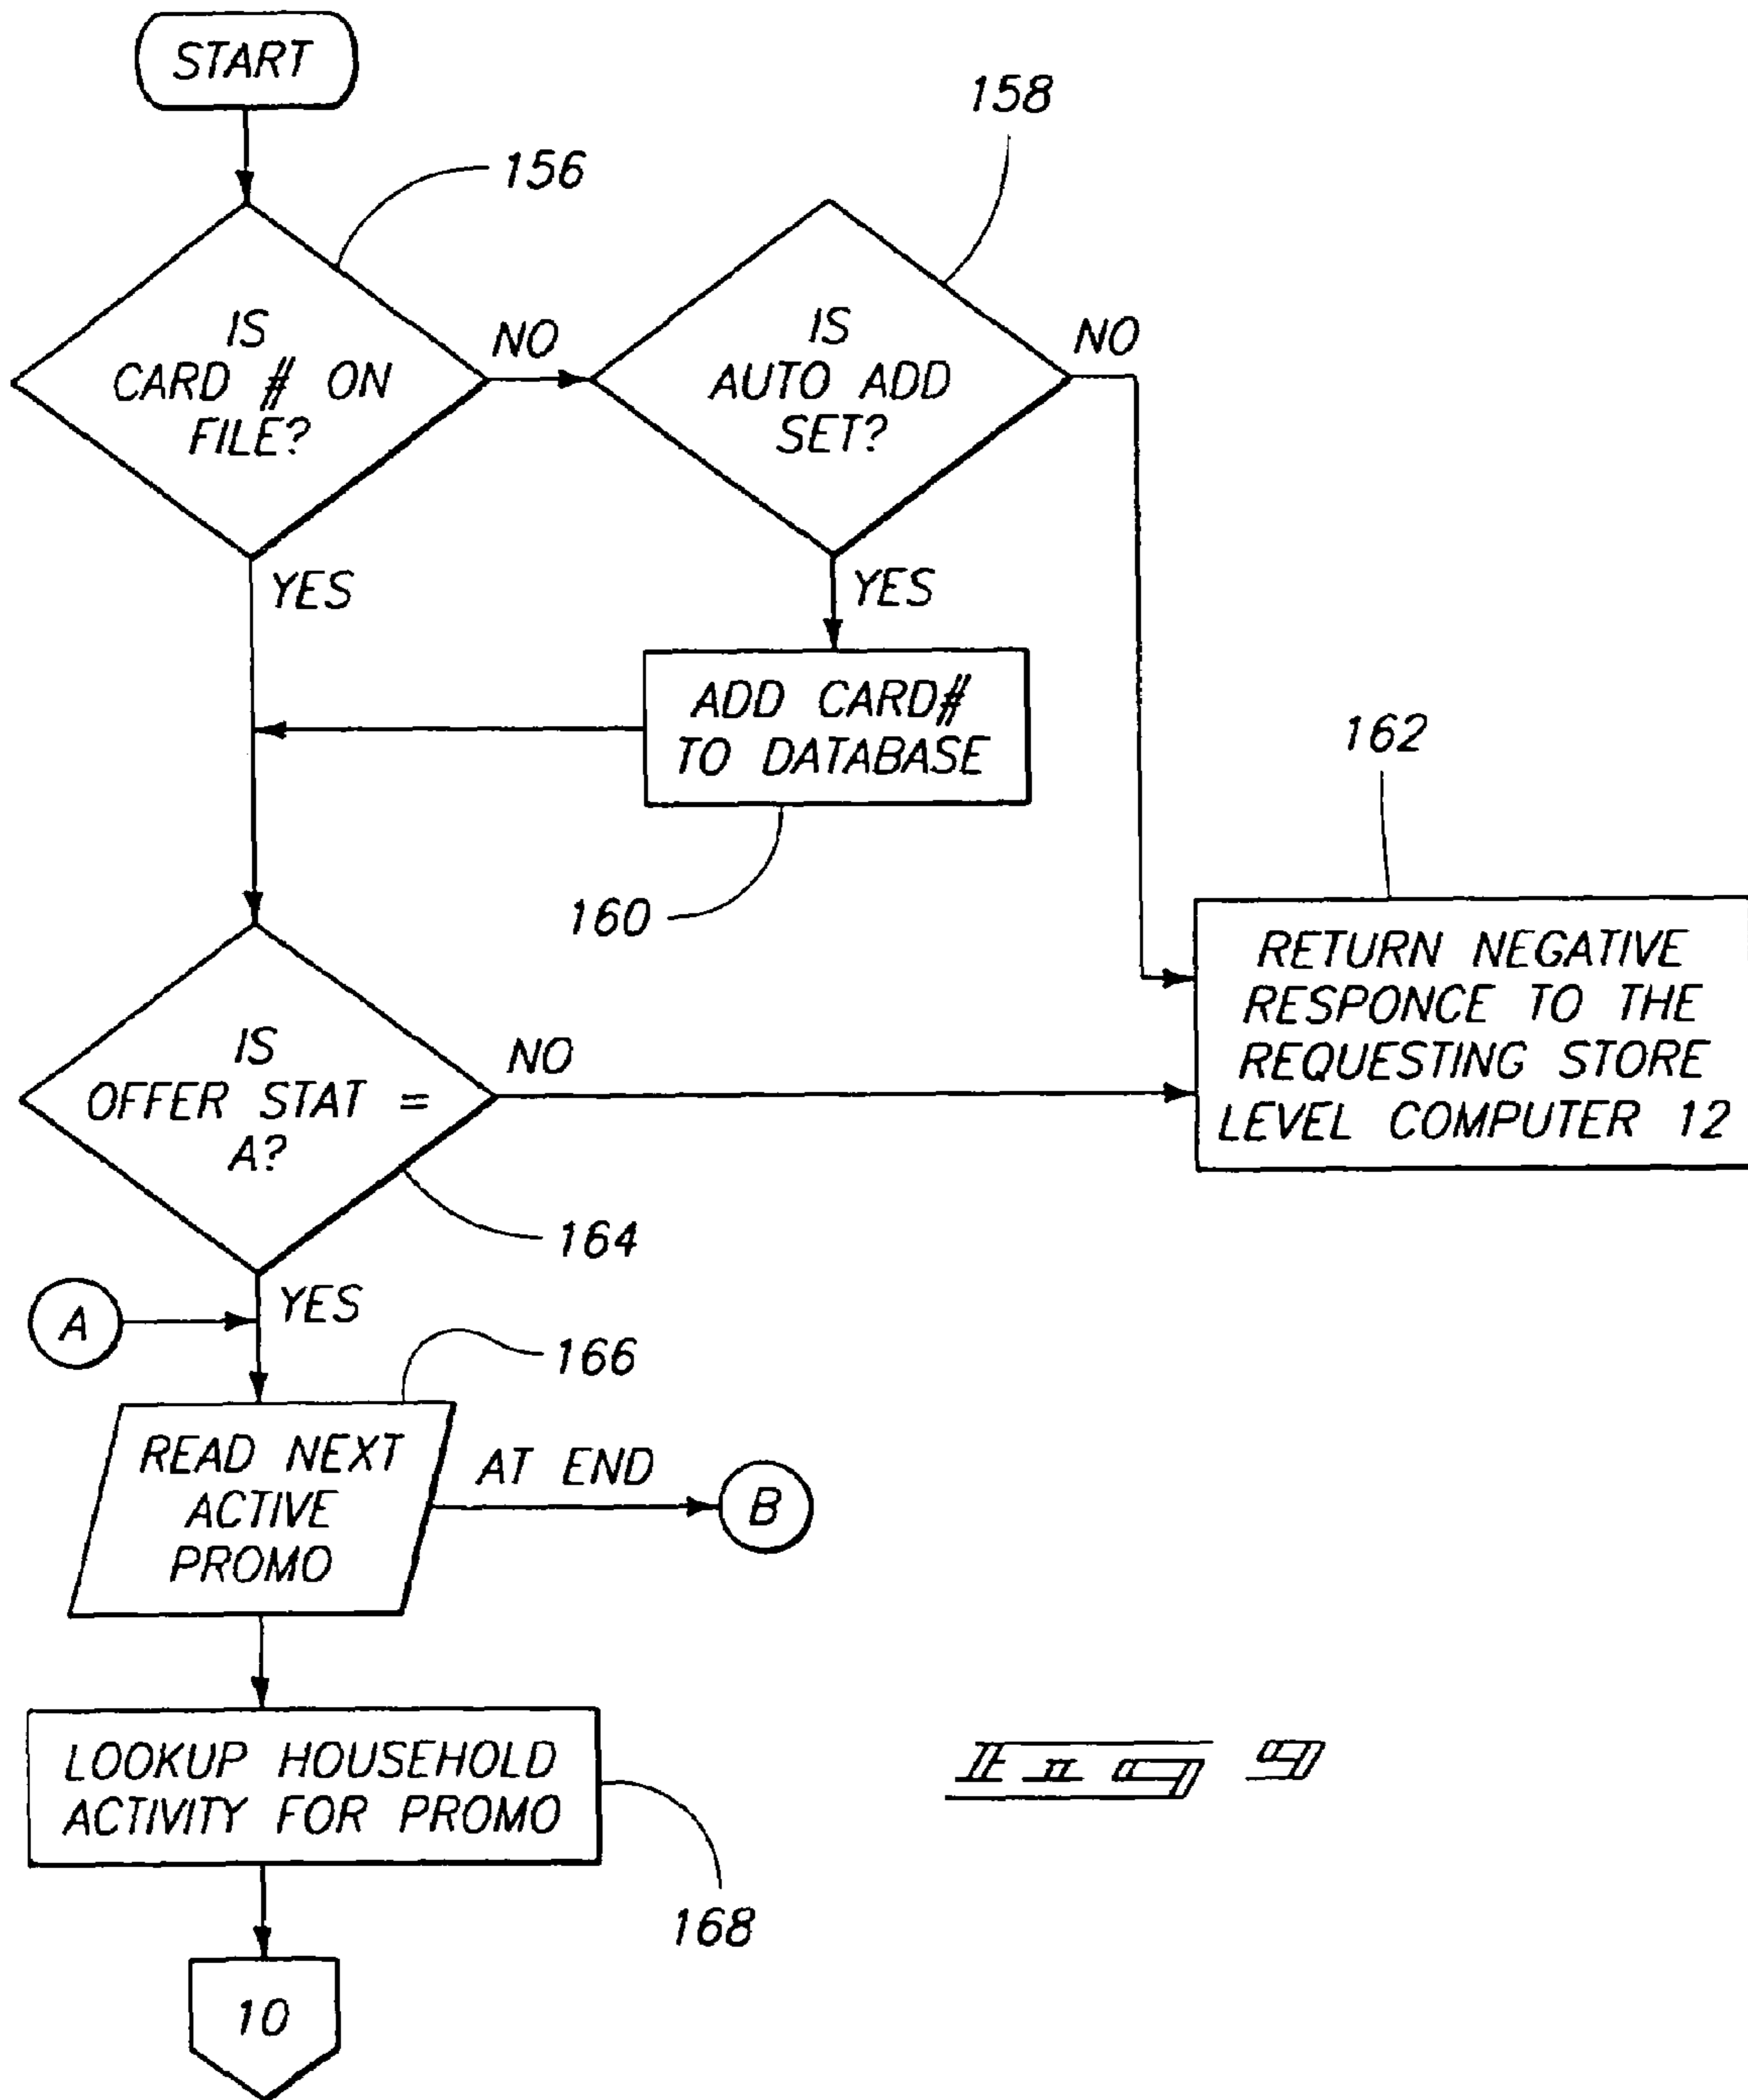 START
156
158
IS
CARD # ON
FILE?
NO
IS
AUTO ADD
SET?
NO
YES
YES
ADD CARD#
TO DATABASE
160
162
RETURN NEGATIVE
RESPONCE TO THE
REQUESTING STORE
LEVEL COMPUTER 12
IS
OFFER STAT =
A?
NO
164
YES
A
166
READ NEXT
ACTIVE
PROMO
AT END
B
LOOKUP HOUSEHOLD
ACTIVITY FOR PROMO
168
10
FIG 9